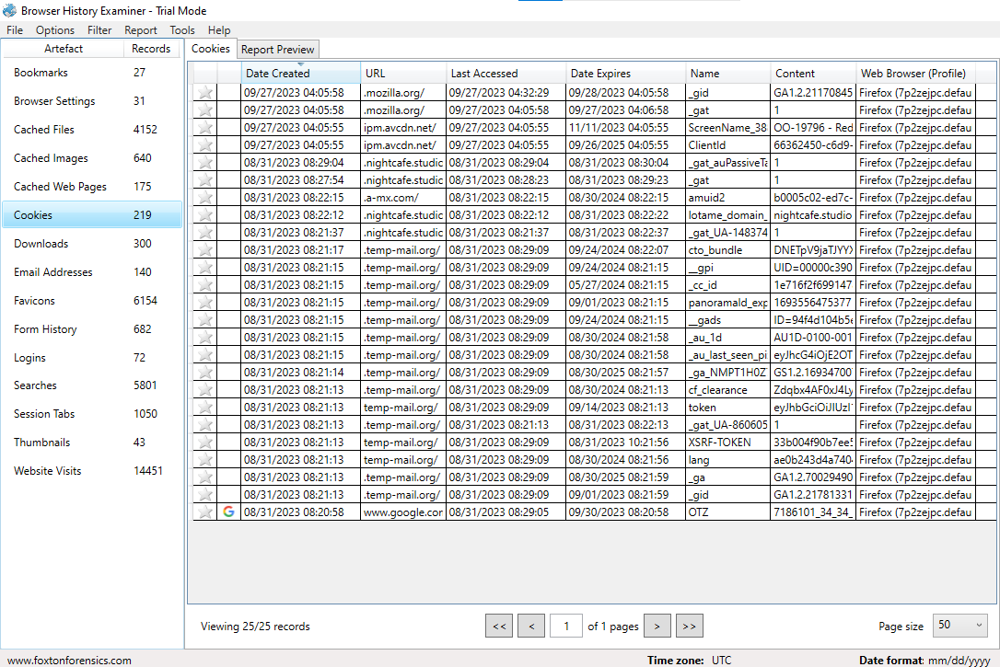 Browser History Examiner - Trial Mode
File Options Filter Report Tools Help
Artefact Records
Bookmarks 27
Browser Settings 31
Cached Files 4152
Cached Images 640
Cached Web Pages 175
Cookies 219
Downloads 300
Email Addresses 140
Favicons 6154
Form History 682
Logins 72
Searches 5801
Session Tabs 1050
Thumbnails 43
Website Visits 14451
Cookies Report Preview
Date Created URL Last Accessed Date Expires Name Content Web Browser (Profile)
09/27/2023 04:05:58 .mozilla.org/ 09/27/2023 04:32:29 09/28/2023 04:05:58 _gid GA1.2.21170845 Firefox (7p2zejpc.defau
09/27/2023 04:05:58 .mozilla.org/ 09/27/2023 04:05:58 09/27/2023 04:06:58 _gat 1 Firefox (7p2zejpc.defau
09/27/2023 04:05:55 ipm.avcdn.net/ 09/27/2023 04:05:55 11/11/2023 04:05:55 ScreenName_38 OO-19796 - Red Firefox (7p2zejpc.defau
09/27/2023 04:05:55 ipm.avcdn.net/ 09/27/2023 04:05:55 09/26/2025 04:05:55 ClientId 66362450-c6d9- Firefox (7p2zejpc.defau
08/31/2023 08:29:04 .nightcafe.studio 08/31/2023 08:29:04 08/31/2023 08:30:04 _gat_auPassiveTa 1 Firefox (7p2zejpc.defau
08/31/2023 08:27:54 .nightcafe.studio 08/31/2023 08:28:23 08/31/2023 08:29:23 _gat 1 Firefox (7p2zejpc.defau
08/31/2023 08:22:15 .a-mx.com/ 08/31/2023 08:22:15 08/30/2024 08:22:15 amuid2 b0005c02-ed7c- Firefox (7p2zejpc.defau
08/31/2023 08:22:12 .nightcafe.studio 08/31/2023 08:22:12 08/31/2023 08:22:22 lotame_domain_ nightcafe.studio Firefox (7p2zejpc.defau
08/31/2023 08:21:37 .nightcafe.studio 08/31/2023 08:21:37 08/31/2023 08:22:37 _gat_UA-148374 1 Firefox (7p2zejpc.defau
08/31/2023 08:21:17 .temp-mail.org/ 08/31/2023 08:29:09 09/24/2024 08:22:07 cto_bundle DNETpV9jaTJYY Firefox (7p2zejpc.defau
08/31/2023 08:21:15 .temp-mail.org/ 08/31/2023 08:29:09 09/24/2024 08:21:15 __gpi UID=00000c390 Firefox (7p2zejpc.defau
08/31/2023 08:21:15 .temp-mail.org/ 08/31/2023 08:29:09 05/27/2024 08:21:15 _cc_id 1e716f2f699147 Firefox (7p2zejpc.defau
08/31/2023 08:21:15 .temp-mail.org/ 08/31/2023 08:29:09 09/01/2023 08:21:15 panoramaId_exp 1693556475377 Firefox (7p2zejpc.defau
08/31/2023 08:21:15 .temp-mail.org/ 08/31/2023 08:29:09 09/24/2024 08:21:15 __gads ID=94f4d104b5 Firefox (7p2zejpc.defau
08/31/2023 08:21:15 .temp-mail.org/ 08/31/2023 08:29:09 08/30/2024 08:21:58 _au_1d AU1D-0100-001 Firefox (7p2zejpc.defau
08/31/2023 08:21:15 .temp-mail.org/ 08/31/2023 08:29:09 08/30/2024 08:21:58 _au_last_seen_pi eyJhcG4iOjE2OT Firefox (7p2zejpc.defau
08/31/2023 08:21:14 .temp-mail.org/ 08/31/2023 08:29:09 08/30/2025 08:21:57 _ga_NMPT1H0Z GS1.2.16934700 Firefox (7p2zejpc.defau
08/31/2023 08:21:13 .temp-mail.org/ 08/31/2023 08:29:09 08/30/2024 08:21:13 cf_clearance Zdqbx4AF0xJ4Ly Firefox (7p2zejpc.defau
08/31/2023 08:21:13 temp-mail.org/ 08/31/2023 08:29:09 09/14/2023 08:21:13 token eyJhbGciOiJIUzI Firefox (7p2zejpc.defau
08/31/2023 08:21:13 .temp-mail.org/ 08/31/2023 08:21:13 08/31/2023 08:22:13 _gat_UA-860605 1 Firefox (7p2zejpc.defau
08/31/2023 08:21:13 temp-mail.org/ 08/31/2023 08:29:09 08/31/2023 10:21:56 XSRF-TOKEN 33b004f90b7ee Firefox (7p2zejpc.defau
08/31/2023 08:21:13 temp-mail.org/ 08/31/2023 08:29:09 08/30/2024 08:21:56 lang ae0b243d4a740 Firefox (7p2zejpc.defau
08/31/2023 08:21:13 .temp-mail.org/ 08/31/2023 08:29:09 08/30/2025 08:21:59 _ga GA1.2.70029490 Firefox (7p2zejpc.defau
08/31/2023 08:21:13 .temp-mail.org/ 08/31/2023 08:29:09 09/01/2023 08:21:59 _gid GA1.2.21781331 Firefox (7p2zejpc.defau
08/31/2023 08:20:58 www.google.cor 08/31/2023 08:29:05 09/30/2023 08:20:58 OTZ 7186101_34_34_ Firefox (7p2zejpc.defau
Viewing 25/25 records << < 1 of 1 pages > >> Page size 50
www.foxtonforensics.com Time zone: UTC Date format: mm/dd/yyyy